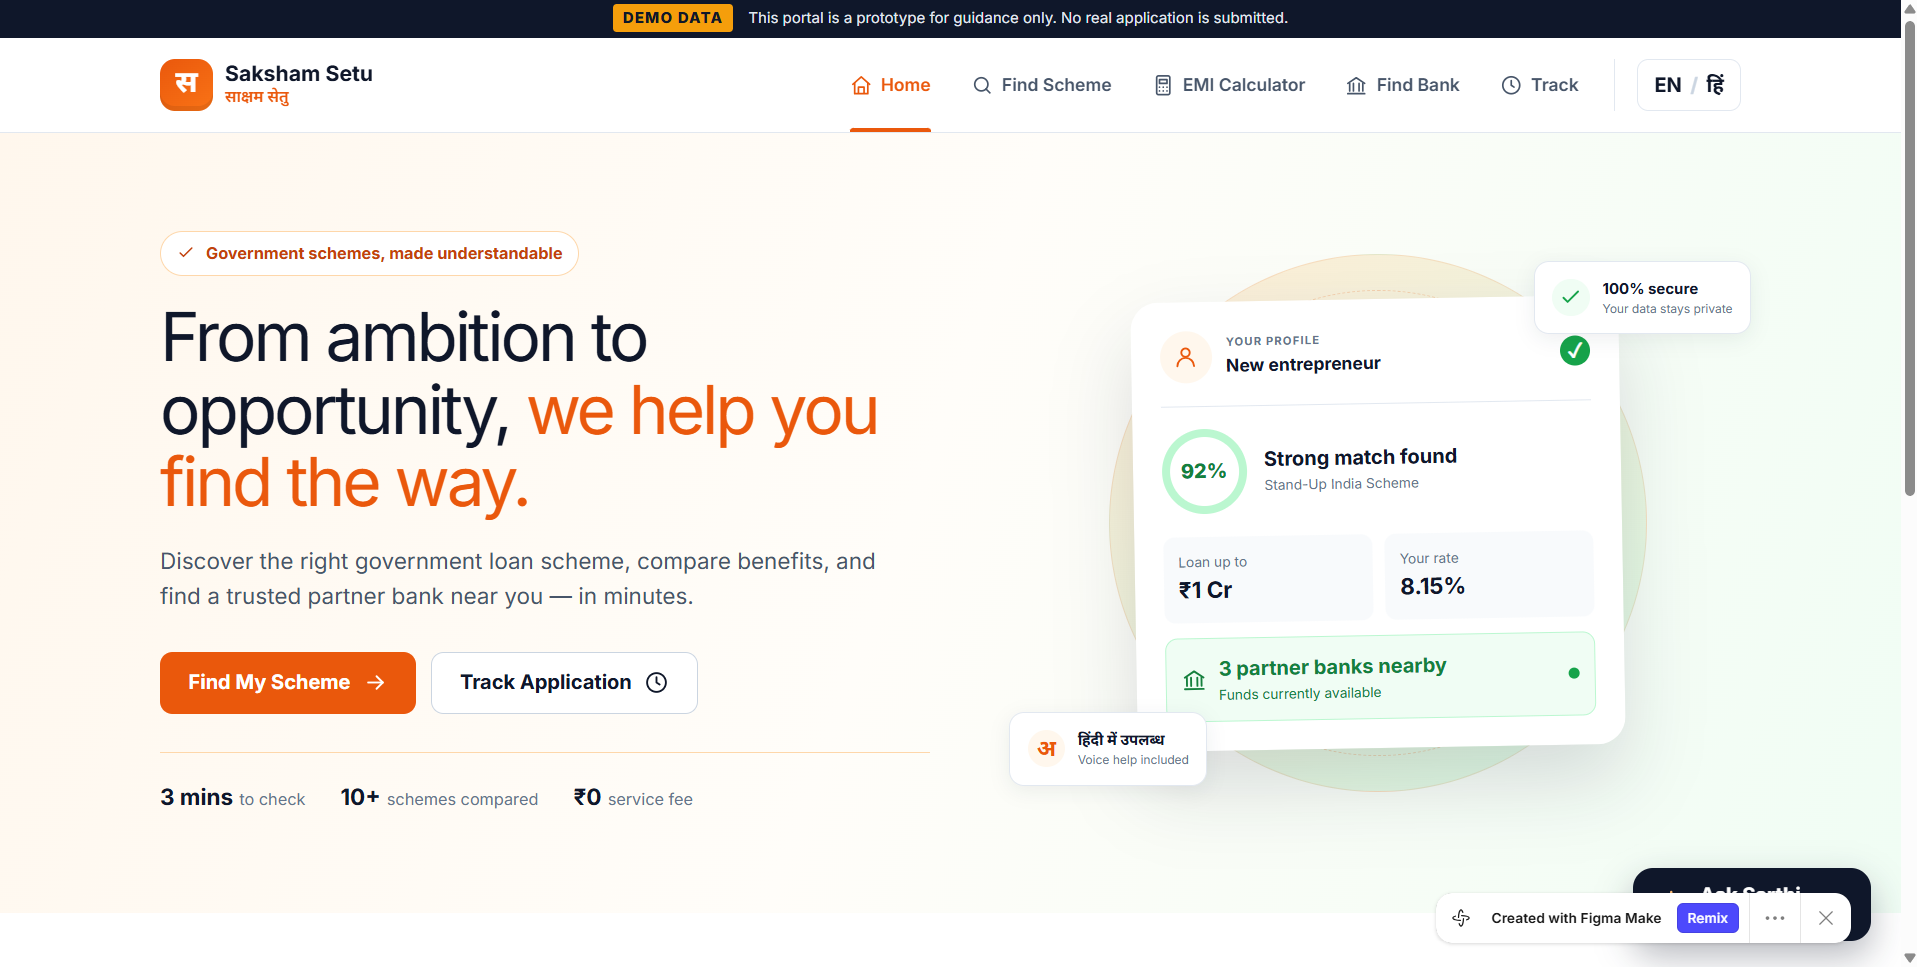 DEMO DATA This portal is a prototype for guidance only. No real application is submitted.
स
Saksham Setu
साक्षम सेतु
Home
Find Scheme
EMI Calculator
Find Bank
Track
EN / हिं
Government schemes, made understandable
From ambition to
opportunity, we help you
find the way.
Discover the right government loan scheme, compare benefits, and
find a trusted partner bank near you — in minutes.
Find My Scheme
Track Application
3 mins to check
10+ schemes compared
₹0 service fee
100% secure
Your data stays private
YOUR PROFILE
New entrepreneur
92%
Strong match found
Stand-Up India Scheme
Loan up to
₹1 Cr
Your rate
8.15%
3 partner banks nearby
Funds currently available
अ
हिंदी में उपलब्ध
Voice help included
Ask Sarthi
Created with Figma Make
Remix